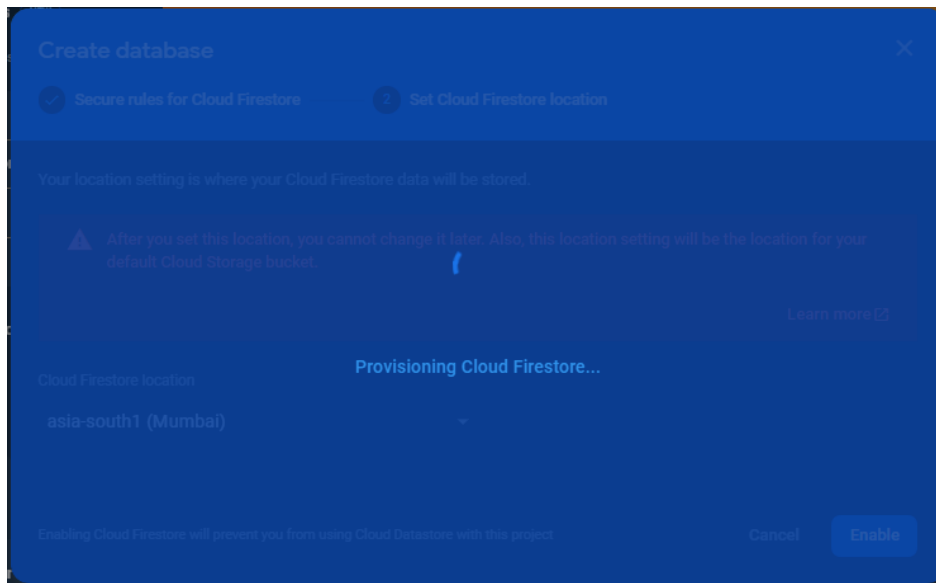 Create database
Secure rules for Cloud Firestore
2 Set Cloud Firestore location
Your location setting is where your Cloud Firestore data will be stored.
After you set this location, you cannot change it later. Also, this location setting will be the location for your
default Cloud Storage bucket.
Learn more
Provisioning Cloud Firestore...
Cloud Firestore location
asia-south1 (Mumbai)
Enabling Cloud Firestore will prevent you from using Cloud Datastore with this project
Cancel
Enable